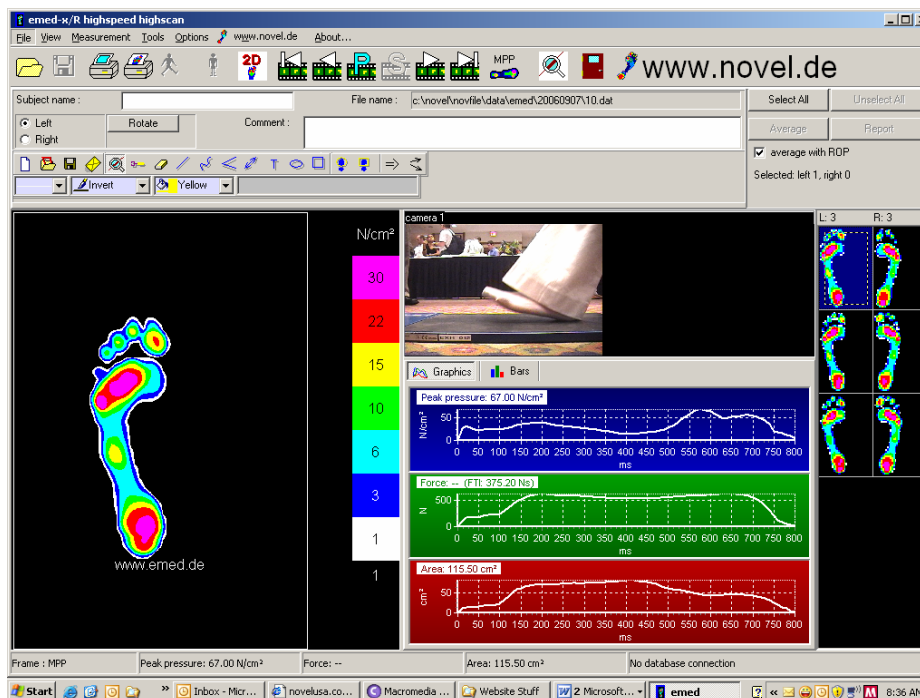 emed-x/R highspeed highscan
File View Measurement Tools Options www.novel.de About...
2D P S MPP www.novel.de
Subject name : File name : c:\novel\novfile\data\emed\20060907\10.dat Select All Unselect All
Left Rotate Comment : Average Report
Right
average with ROP
Selected: left 1, right 0
T
Invert Yellow
N/cm²
30
22
15
10
6
3
1
1
www.emed.de
camera 1
L: 3 R: 3
Graphics Bars
Peak pressure: 67.00 N/cm²
N/cm²
50
0
0 50 100 150 200 250 300 350 400 450 500 550 600 650 700 750 800
ms
Force: -- (FTI: 375.20 Ns)
N
500
0
0 50 100 150 200 250 300 350 400 450 500 550 600 650 700 750 800
ms
Area: 115.50 cm²
cm²
50
0
0 50 100 150 200 250 300 350 400 450 500 550 600 650 700 750 800
ms
Frame : MPP Peak pressure: 67.00 N/cm² Force: -- Area: 115.50 cm² No database connection
Start » Inbox - Micr... novelusa.co... Macromedia ... Website Stuff 2 Microsoft... emed « 8:36 AM